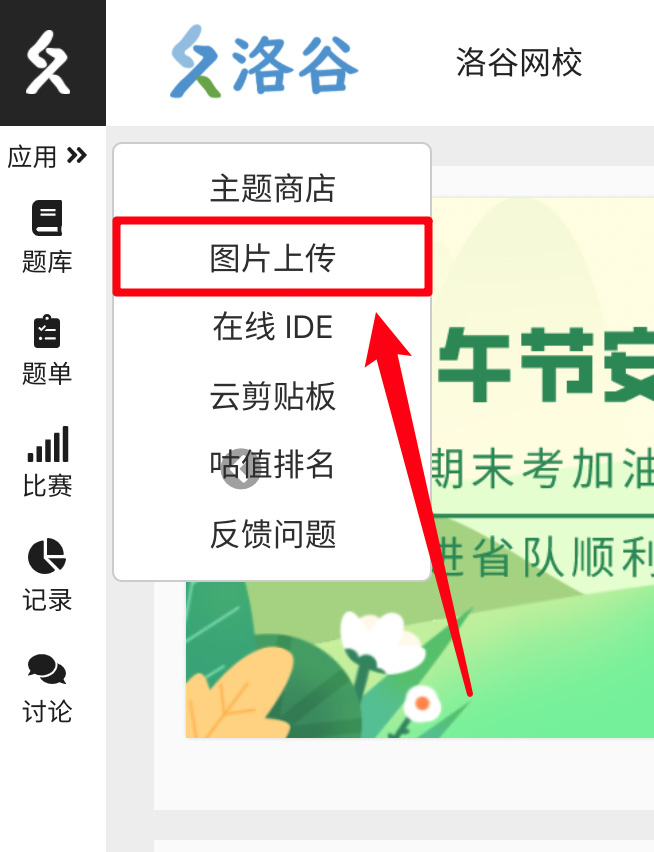 洛谷
洛谷网校
应用
题库
题单
比赛
记录
讨论
主题商店
图片上传
在线 IDE
云剪贴板
咕值排名
反馈问题
午节安
期末考加油
进省队顺利